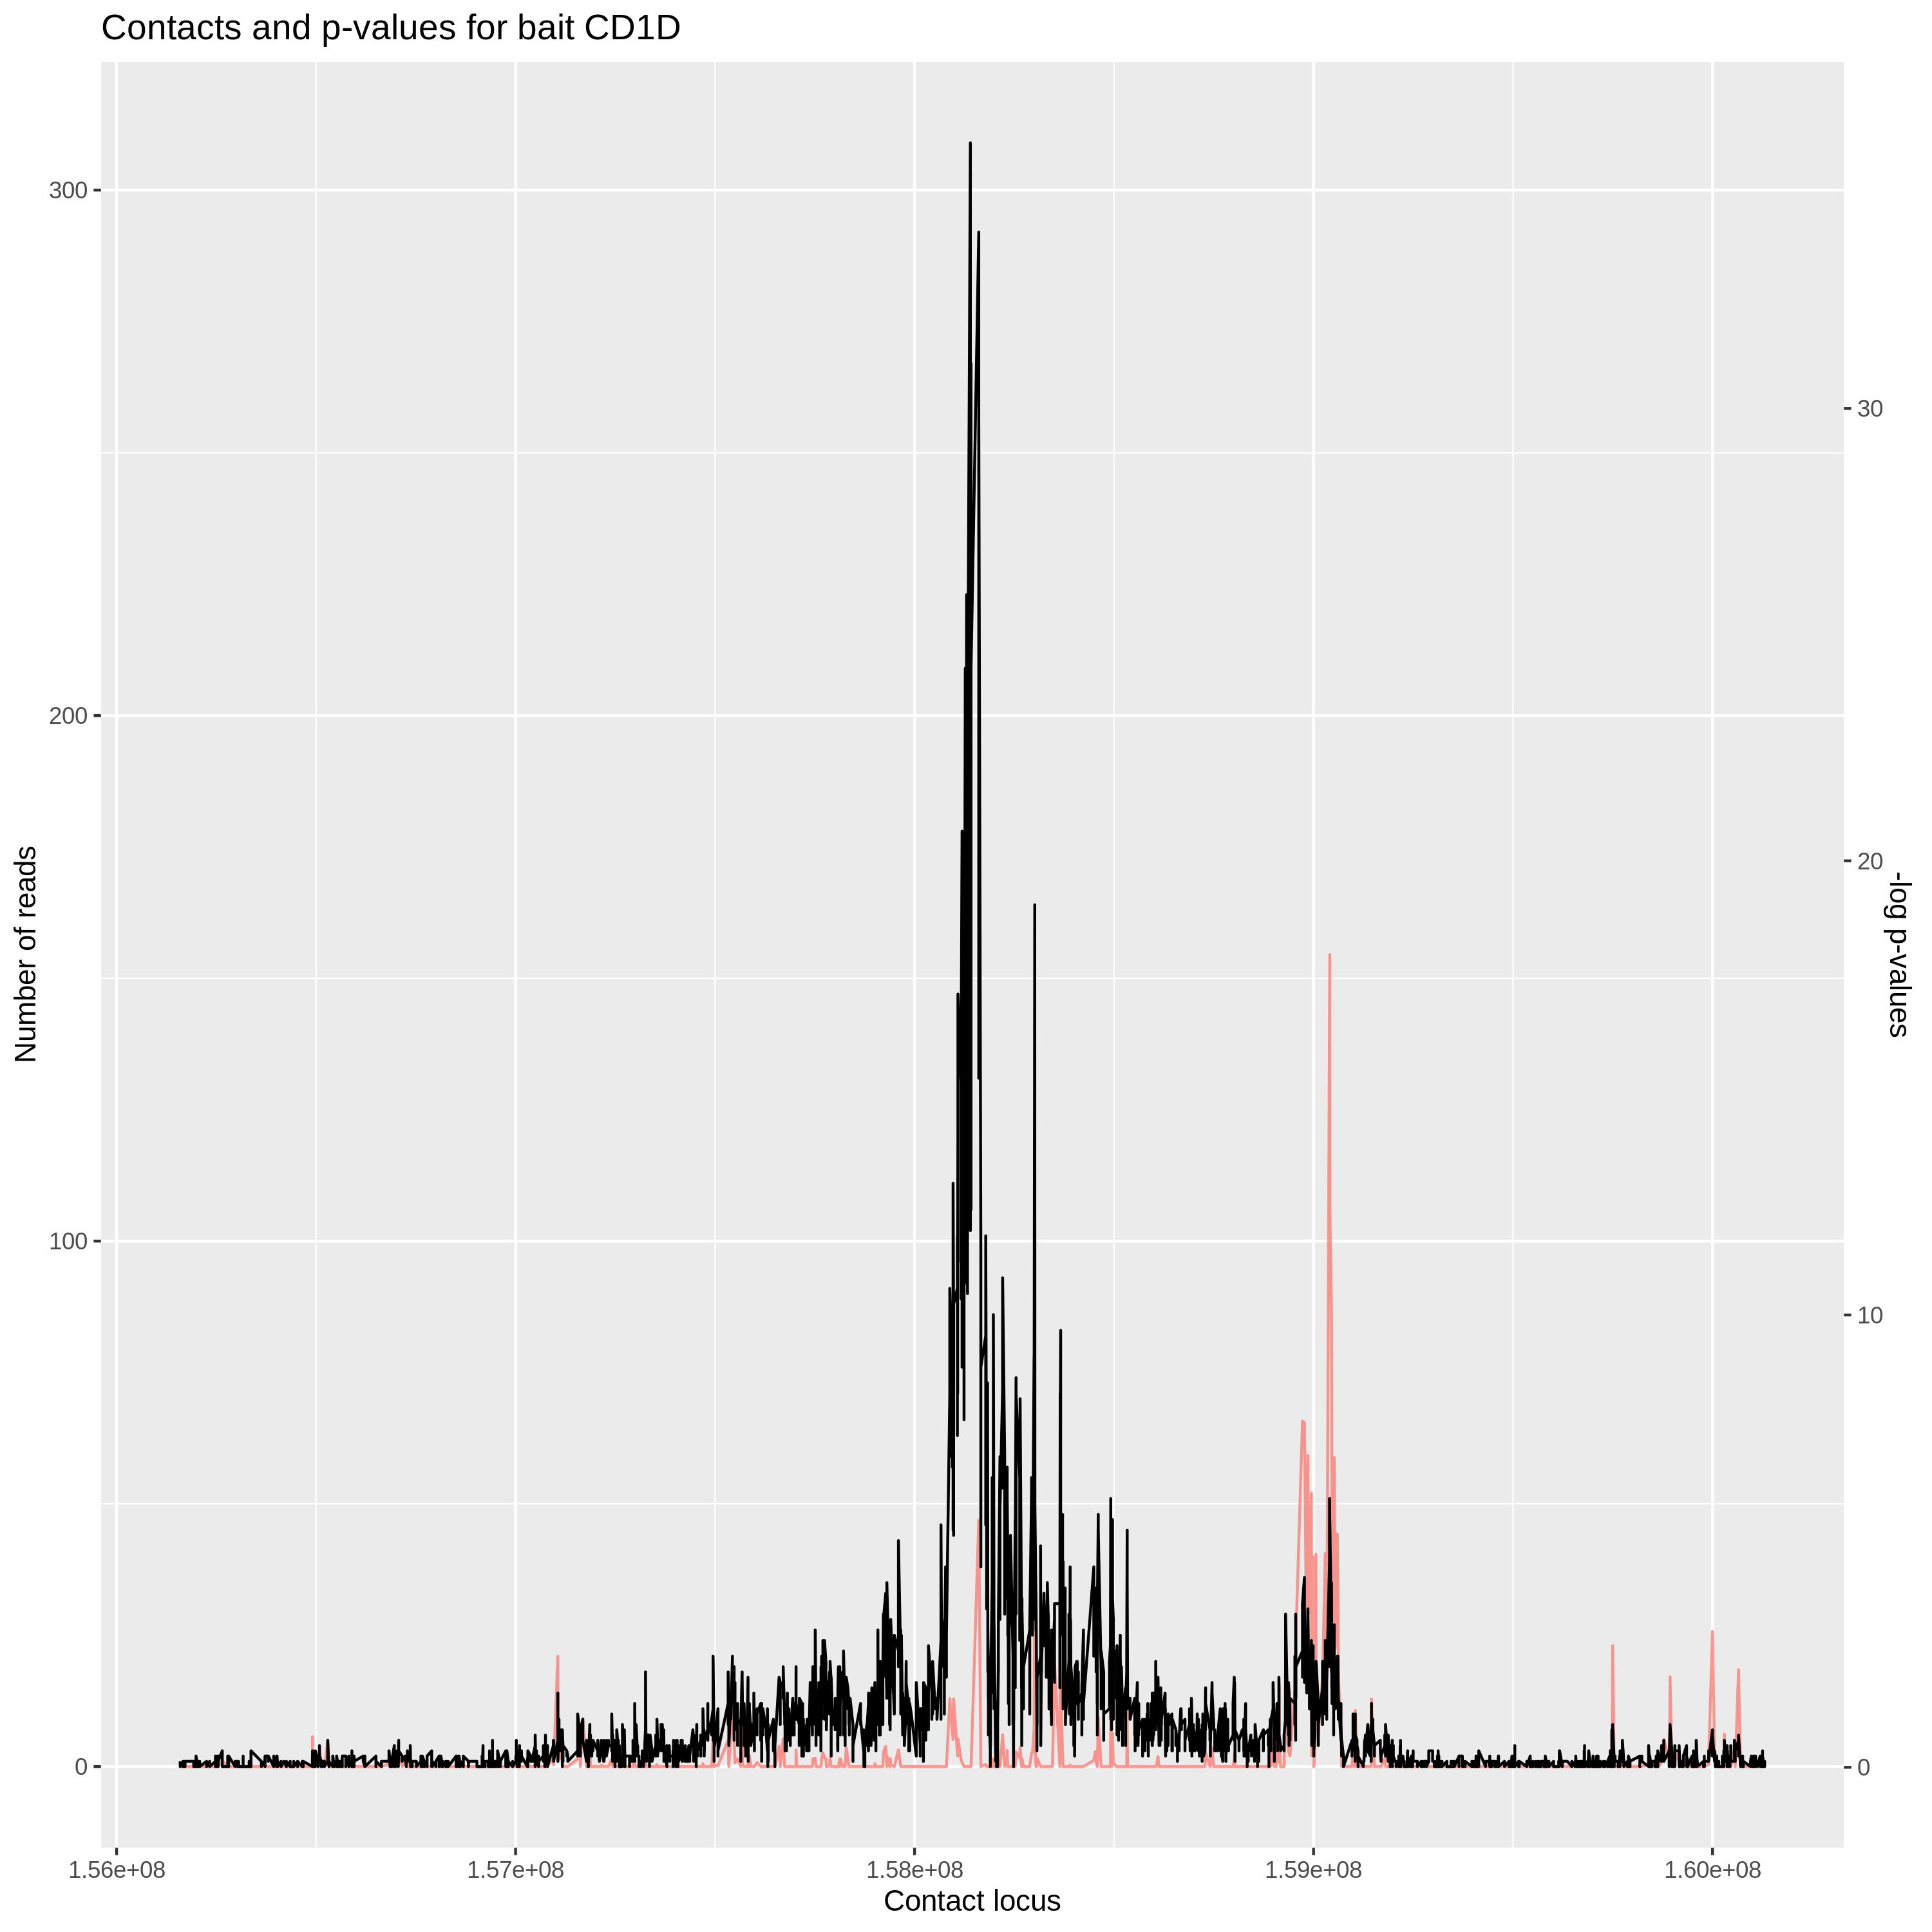 Contacts and p-values for bait CD1D
300
200
100
0
Number of reads
30
20
10
0
-log p-values
1.56e+08
1.57e+08
1.58e+08
1.59e+08
1.60e+08
Contact locus